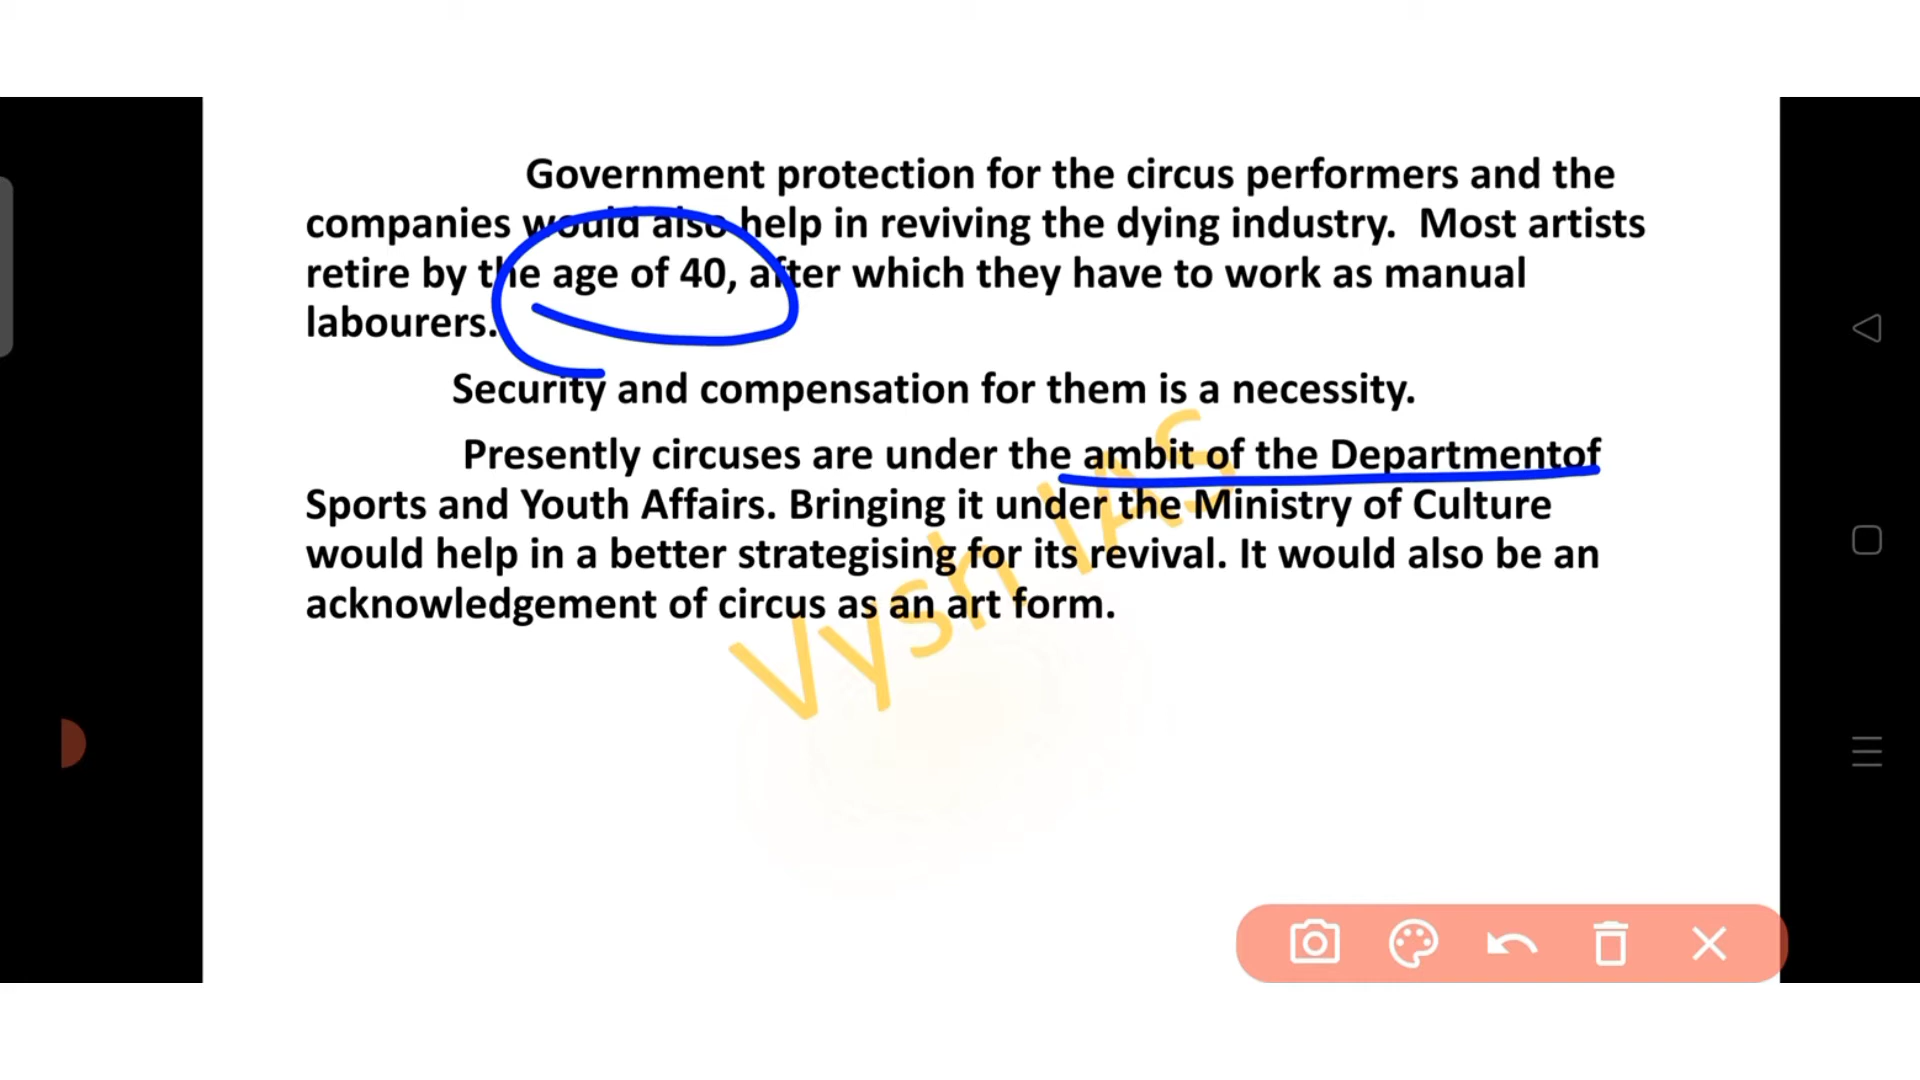 Government protection for the circus performers and the
companies would also help in reviving the dying industry.  Most artists
retire by the age of 40, after which they have to work as manual
labourers.
Security and compensation for them is a necessity.
Presently circuses are under the ambit of the Departmentof
Sports and Youth Affairs. Bringing it under the Ministry of Culture
would help in a better strategising for its revival. It would also be an
acknowledgement of circus as an art form.
Vysh IAS